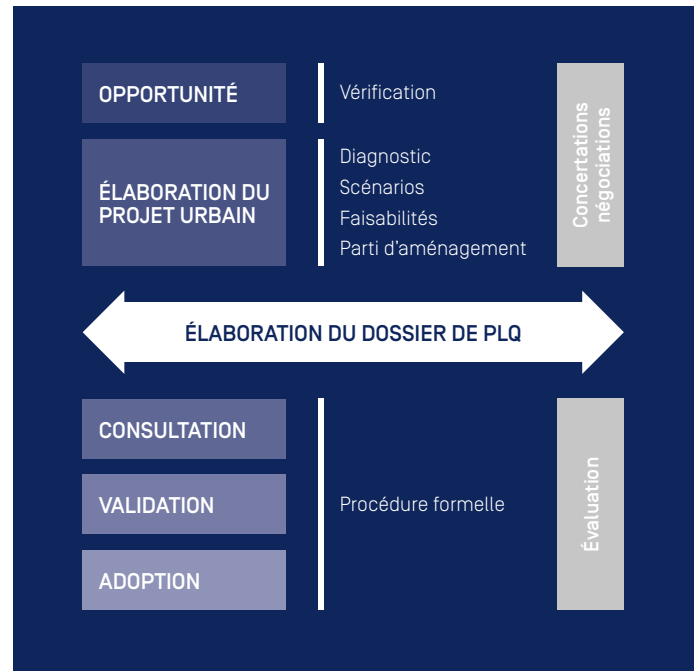 OPPORTUNITÉ
Vérification
ÉLABORATION DU
PROJET URBAIN
Diagnostic
Scénarios
Faisabilités
Parti d'aménagement
Concertations
négociations
ÉLABORATION DU DOSSIER DE PLQ
CONSULTATION
VALIDATION
ADOPTION
Procédure formelle
Évaluation